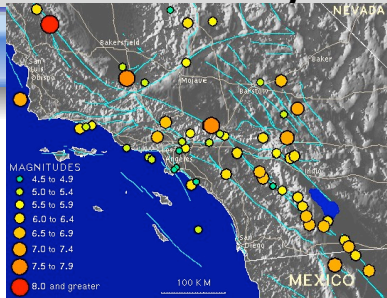 NEVADA
Bakersfield
Baker
San
Luis
Obispo
Mojave
Barstow
Angeles
MAGNITUDES
4.5 to 4.9
5.0 to 5.4
5.5 to 5.9
6.0 to 6.4
6.5 to 6.9
7.0 to 7.4
7.5 to 7.9
8.0 and greater
Indio
San
Diego
100 KM
MEXICO